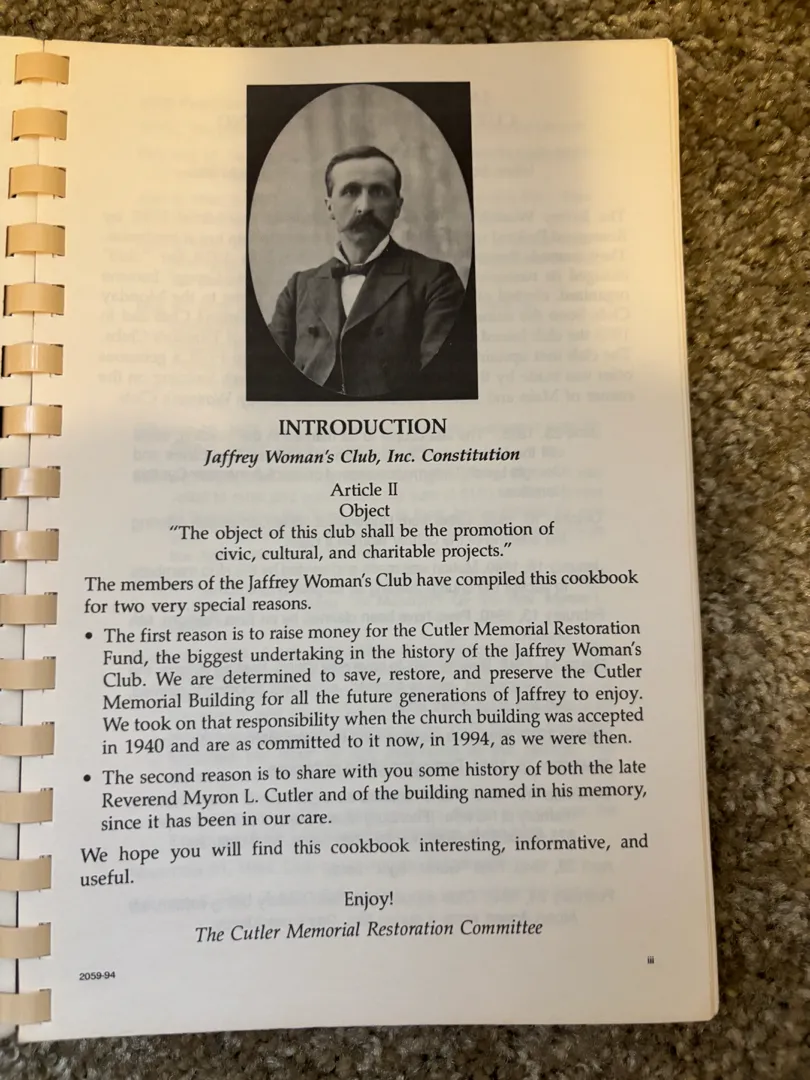 INTRODUCTION
Jaffrey Woman's Club, Inc. Constitution
Article II
Object
"The object of this club shall be the promotion of
civic, cultural, and charitable projects."
The members of the Jaffrey Woman's Club have compiled this cookbook
for two very special reasons.
• The first reason is to raise money for the Cutler Memorial Restoration
Fund, the biggest undertaking in the history of the Jaffrey Woman's
Club. We are determined to save, restore, and preserve the Cutler
Memorial Building for all the future generations of Jaffrey to enjoy.
We took on that responsibility when the church building was accepted
in 1940 and are as committed to it now, in 1994, as we were then.
• The second reason is to share with you some history of both the late
Reverend Myron L. Cutler and of the building named in his memory,
since it has been in our care.
We hope you will find this cookbook interesting, informative, and
useful.
Enjoy!
The Cutler Memorial Restoration Committee
2059-94
iii